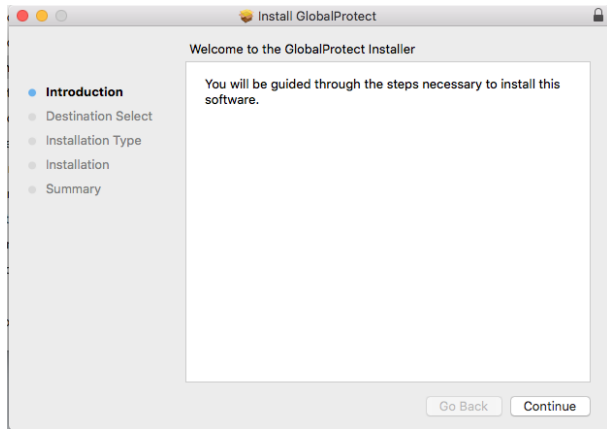 Install GlobalProtect
Welcome to the GlobalProtect Installer
Introduction
Destination Select
Installation Type
Installation
Summary
You will be guided through the steps necessary to install this
software.
Go Back
Continue